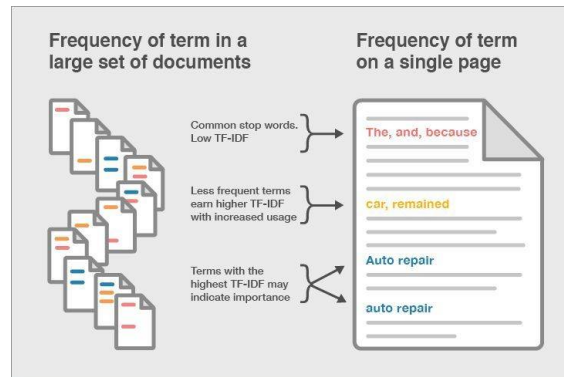 Frequency of term in a
large set of documents
Frequency of term
on a single page
Common stop words.
Low TF-IDF
The, and, because
Less frequent terms
earn higher TF-IDF
with increased usage
car, remained
Terms with the
highest TF-IDF may
indicate importance
Auto repair
auto repair